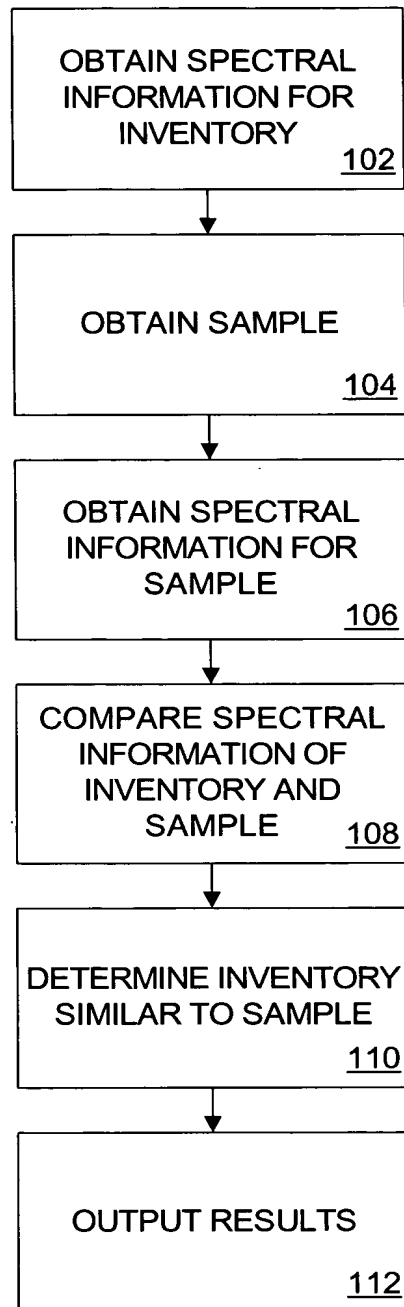 OBTAIN SPECTRAL
INFORMATION FOR
INVENTORY
102
OBTAIN SAMPLE
104
OBTAIN SPECTRAL
INFORMATION FOR
SAMPLE
106
COMPARE SPECTRAL
INFORMATION OF
INVENTORY AND
SAMPLE
108
DETERMINE INVENTORY
SIMILAR TO SAMPLE
110
OUTPUT RESULTS
112